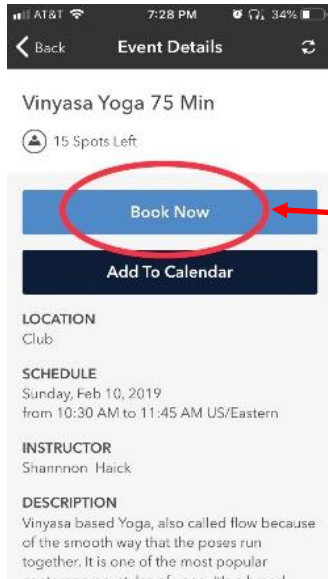 AT&T 7:28 PM 34%
Back Event Details
Vinyasa Yoga 75 Min
15 Spots Left
Book Now
Add To Calendar
LOCATION
Club
SCHEDULE
Sunday, Feb 10, 2019
from 10:30 AM to 11:45 AM US/Eastern
INSTRUCTOR
Shannnon Haick
DESCRIPTION
Vinyasa based Yoga, also called flow because
of the smooth way that the poses run
together. It is one of the most popular